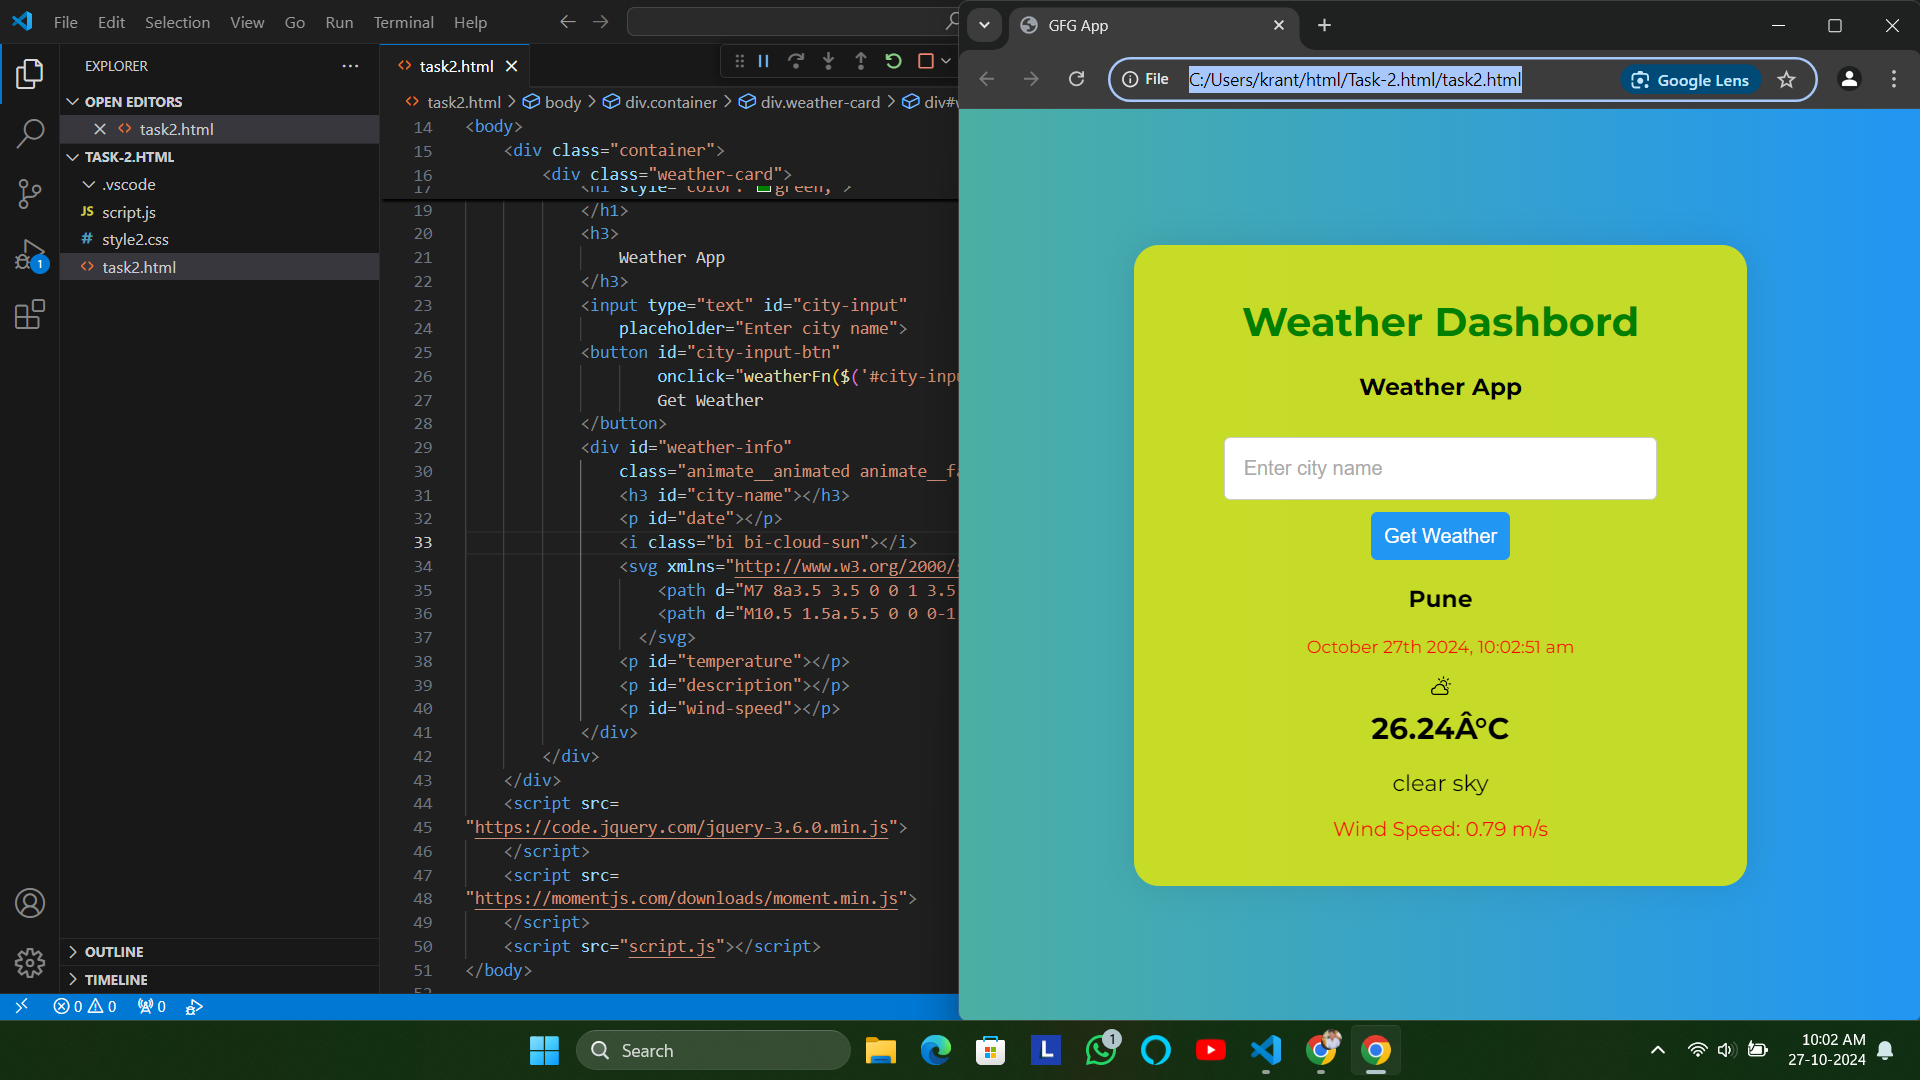 File Edit Selection View Go Run Terminal Help
EXPLORER
OPEN EDITORS
task2.html
TASK-2.HTML
.vscode
JS script.js
# style2.css
task2.html
OUTLINE
TIMELINE
task2.html
task2.html > body > div.container > div.weather-card > div#w
14 <body>
15 <div class="container">
16 <div class="weather-card">
17 <h1 style="color: green;">
19 </h1>
20 <h3>
21 Weather App
22 </h3>
23 <input type="text" id="city-input"
24 placeholder="Enter city name">
25 <button id="city-input-btn"
26 onclick="weatherFn($('#city-inpu
27 Get Weather
28 </button>
29 <div id="weather-info"
30 class="animate__animated animate__fa
31 <h3 id="city-name"></h3>
32 <p id="date"></p>
33 <i class="bi bi-cloud-sun"></i>
34 <svg xmlns="http://www.w3.org/2000/s
35 <path d="M7 8a3.5 3.5 0 0 1 3.5
36 <path d="M10.5 1.5a.5.5 0 0 0-1
37 </svg>
38 <p id="temperature"></p>
39 <p id="description"></p>
40 <p id="wind-speed"></p>
41 </div>
42 </div>
43 </div>
44 <script src=
45 "https://code.jquery.com/jquery-3.6.0.min.js">
46 </script>
47 <script src=
48 "https://momentjs.com/downloads/moment.min.js">
49 </script>
50 <script src="script.js"></script>
51 </body>
52
1
0 0 0
GFG App
File C:/Users/krant/html/Task-2.html/task2.html Google Lens
Weather Dashbord
Weather App
Enter city name
Get Weather
Pune
October 27th 2024, 10:02:51 am
26.24Â°C
clear sky
Wind Speed: 0.79 m/s
Search
L
1
10:02 AM
27-10-2024